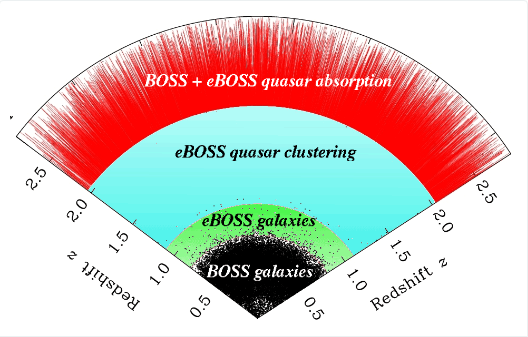 BOSS + eBOSS quasar absorption
eBOSS quasar clustering
eBOSS galaxies
BOSS galaxies
2.5
2.0
1.5
1.0
0.5
Redshift z
0.5
1.0
1.5
2.0
2.5
Redshift z